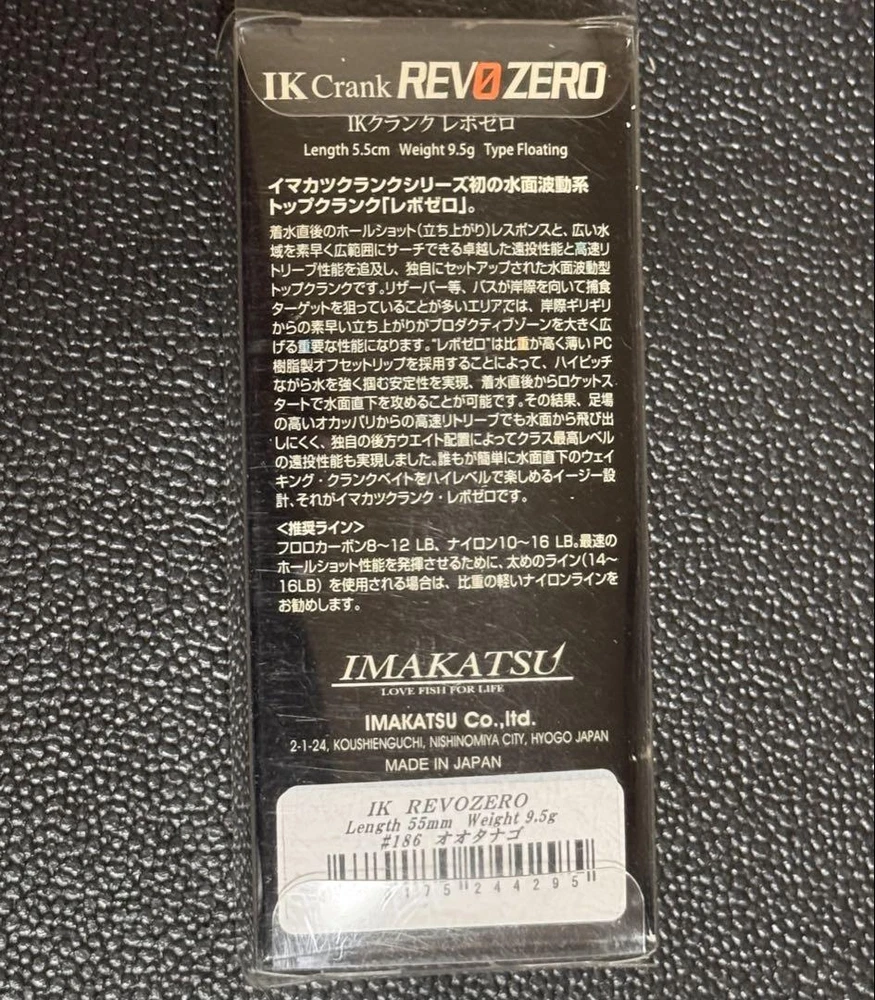 IK Crank REVO ZERO
IKクランク レボゼロ
Length 5.5cm Weight 9.5g Type Floating
イマカツクランクシリーズ初の水面波動系
トップクランク「レボゼロ」。
着水直後のホールショット(立ち上がり)レスポンスと、広い水
域を素早く広範囲にサーチできる卓越した遠投性能と高速リ
トリーブ性能を追及し、独自にセットアップされた水面波動型
トップクランクです。リザーバー等、バスが岸際を向いて捕食
ターゲットを狙っていることが多いエリアでは、岸際ギリギリ
からの素早い立ち上がりがプロダクティブゾーンを大きく広
げる重要な性能になります。"レボゼロ"は比重が高く薄いPC
樹脂製オフセットリップを採用することによって、ハイピッチ
ながら水を強く掴む安定性を実現、着水直後からロケットス
タートで水面直下を攻めることが可能です。その結果、足場
の高いオカッパリからの高速リトリーブでも水面から飛び出
しにくく、独自の後方ウエイト配置によってクラス最高レベル
の遠投性能も実現しました。誰もが簡単に水面直下のウェイ
キング・クランクベイトをハイレベルで楽しめるイージー設
計、それがイマカツクランク・レボゼロです。
<推奨ライン>
フロロカーボン8〜12 LB、ナイロン10〜16 LB。最速の
ホールショット性能を発揮させるために、太めのライン(14〜
16LB)を使用される場合は、比重の軽いナイロンラインを
お勧めします。
IMAKATSU
LOVE FISH FOR LIFE
IMAKATSU Co.,ltd.
2-1-24, KOUSHIENGUCHI, NISHINOMIYA CITY, HYOGO JAPAN
MADE IN JAPAN
IK REVOZERO
Length 55mm Weight 9.5g
#186 オオタナゴ
175 244295